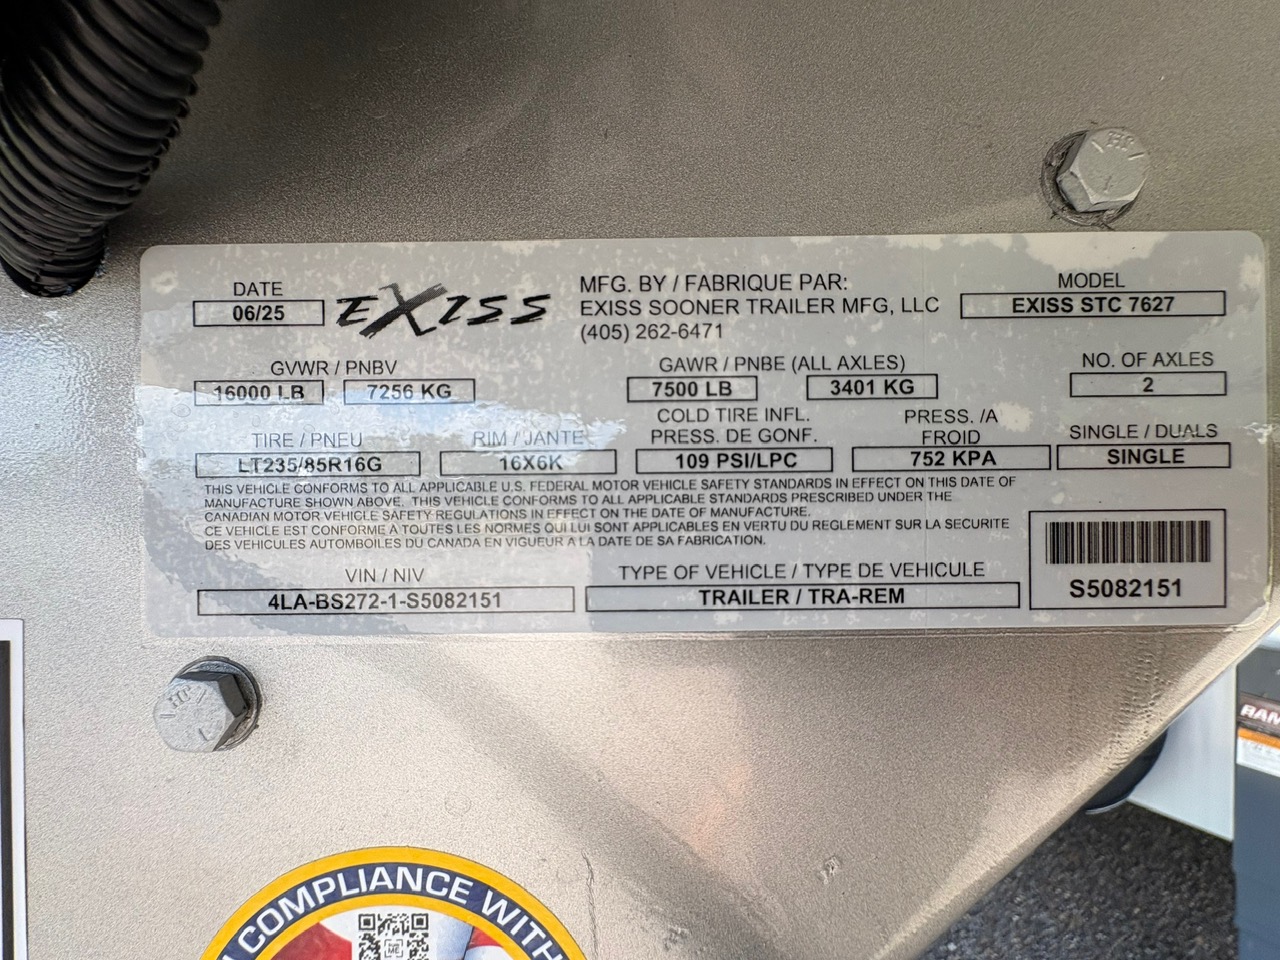 DATE
06/25
EXISS
MFG. BY / FABRIQUE PAR:
EXISS SOONER TRAILER MFG, LLC
(405) 262-6471
MODEL
EXISS STC 7627
GVWR / PNBV
16000 LB 7256 KG
GAWR / PNBE (ALL AXLES)
7500 LB 3401 KG
NO. OF AXLES
2
TIRE / PNEU
LT235/85R16G
RIM / JANTE
16X6K
COLD TIRE INFL.
PRESS. DE GONF.
109 PSI/LPC
PRESS. /A
FROID
752 KPA
SINGLE / DUALS
SINGLE
THIS VEHICLE CONFORMS TO ALL APPLICABLE U.S. FEDERAL MOTOR VEHICLE SAFETY STANDARDS IN EFFECT ON THIS DATE OF
MANUFACTURE SHOWN ABOVE. THIS VEHICLE CONFORMS TO ALL APPLICABLE STANDARDS PRESCRIBED UNDER THE
CANADIAN MOTOR VEHICLE SAFETY REGULATIONS IN EFFECT ON THE DATE OF MANUFACTURE.
CE VEHICLE EST CONFORME A TOUTES LES NORMES QUI LUI SONT APPLICABLES EN VERTU DU REGLEMENT SUR LA SECURITE
DES VEHICULES AUTOMBOILES DU CANADA EN VIGUEUR A LA DATE DE SA FABRICATION.
VIN / NIV
4LA-BS272-1-S5082151
TYPE OF VEHICLE / TYPE DE VEHICULE
TRAILER / TRA-REM
S5082151
COMPLIANCE WITH
RAM